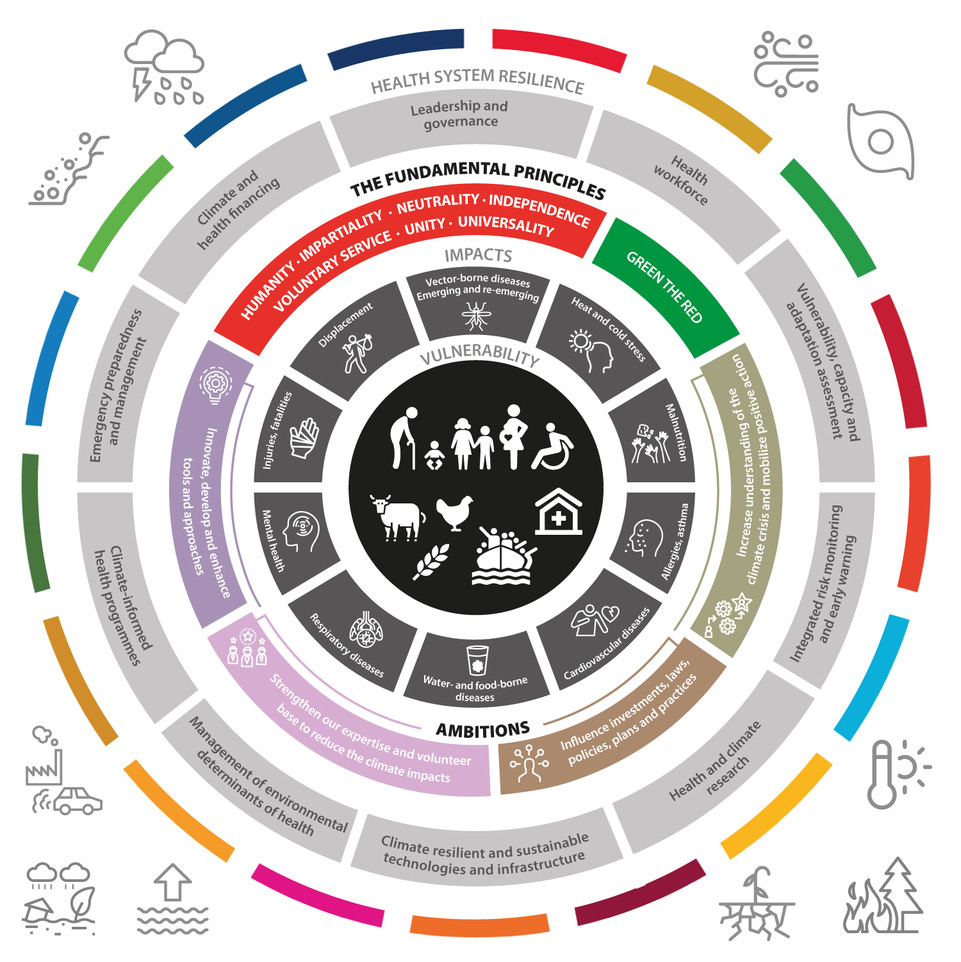 HEALTH SYSTEM RESILIENCE
Leadership and
governance
Health
workforce
Vulnerability, capacity and
adaptation assessment
Integrated risk monitoring
and early warning
Health and climate
research
Climate resilient and sustainable
technologies and infrastructure
Management of environmental
determinants of health
Climate-informed
health programmes
Emergency preparedness
and management
Climate and
health financing
THE FUNDAMENTAL PRINCIPLES
HUMANITY · IMPARTIALITY · NEUTRALITY · INDEPENDENCE
VOLUNTARY SERVICE · UNITY · UNIVERSALITY
GREEN THE RED
Increase understanding of the
climate crisis and mobilize positive action
Influence investments, laws,
policies, plans and practices
Strengthen our expertise and volunteer
base to reduce the climate impacts
Innovate, develop and enhance
tools and approaches
AMBITIONS
IMPACTS
Vector-borne diseases
Emerging and re-emerging
Heat and cold stress
Malnutrition
Allergies, asthma
Cardiovascular diseases
Water- and food-borne
diseases
Respiratory diseases
Mental health
Injuries, fatalities
Displacement
VULNERABILITY